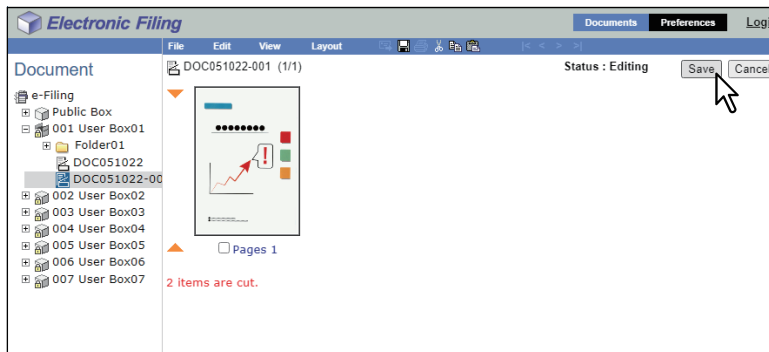 Electronic Filing
Documents
Preferences
File Edit View Layout
|< < > >|
Document
DOC051022-001 (1/1)
Status : Editing
Save
Cancel
e-Filing
Public Box
001 User Box01
Folder01
DOC051022
DOC051022-00
002 User Box02
003 User Box03
004 User Box04
005 User Box05
006 User Box06
007 User Box07
!
Pages 1
2 items are cut.